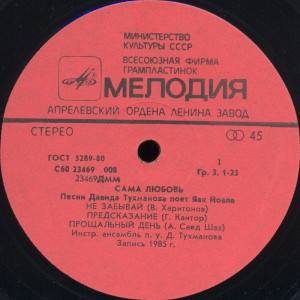 МИНИСТЕРСТВО
КУЛЬТУРЫ СССР
ВСЕСОЮЗНАЯ ФИРМА
ГРАМПЛАСТИНОК
МЕЛОДИЯ
АПРЕЛЕВСКИЙ ОРДЕНА ЛЕНИНА ЗАВОД
СТЕРЕО 45
ГОСТ 5289-80 1
С60 23469 008 Гр. 3. 1-25
23469ДММ
САМА ЛЮБОВЬ
Песни Давида Тухманова поет Яак Йоала
НЕ ЗАБЫВАЙ (В. Харитонов)
ПРЕДСКАЗАНИЕ (Г. Кантор)
ПРОЩАЛЬНЫЙ ДЕНЬ (А. Саед Шах)
Инстр. ансамбль п. у. Д. Тухманова
Запись 1985 г.